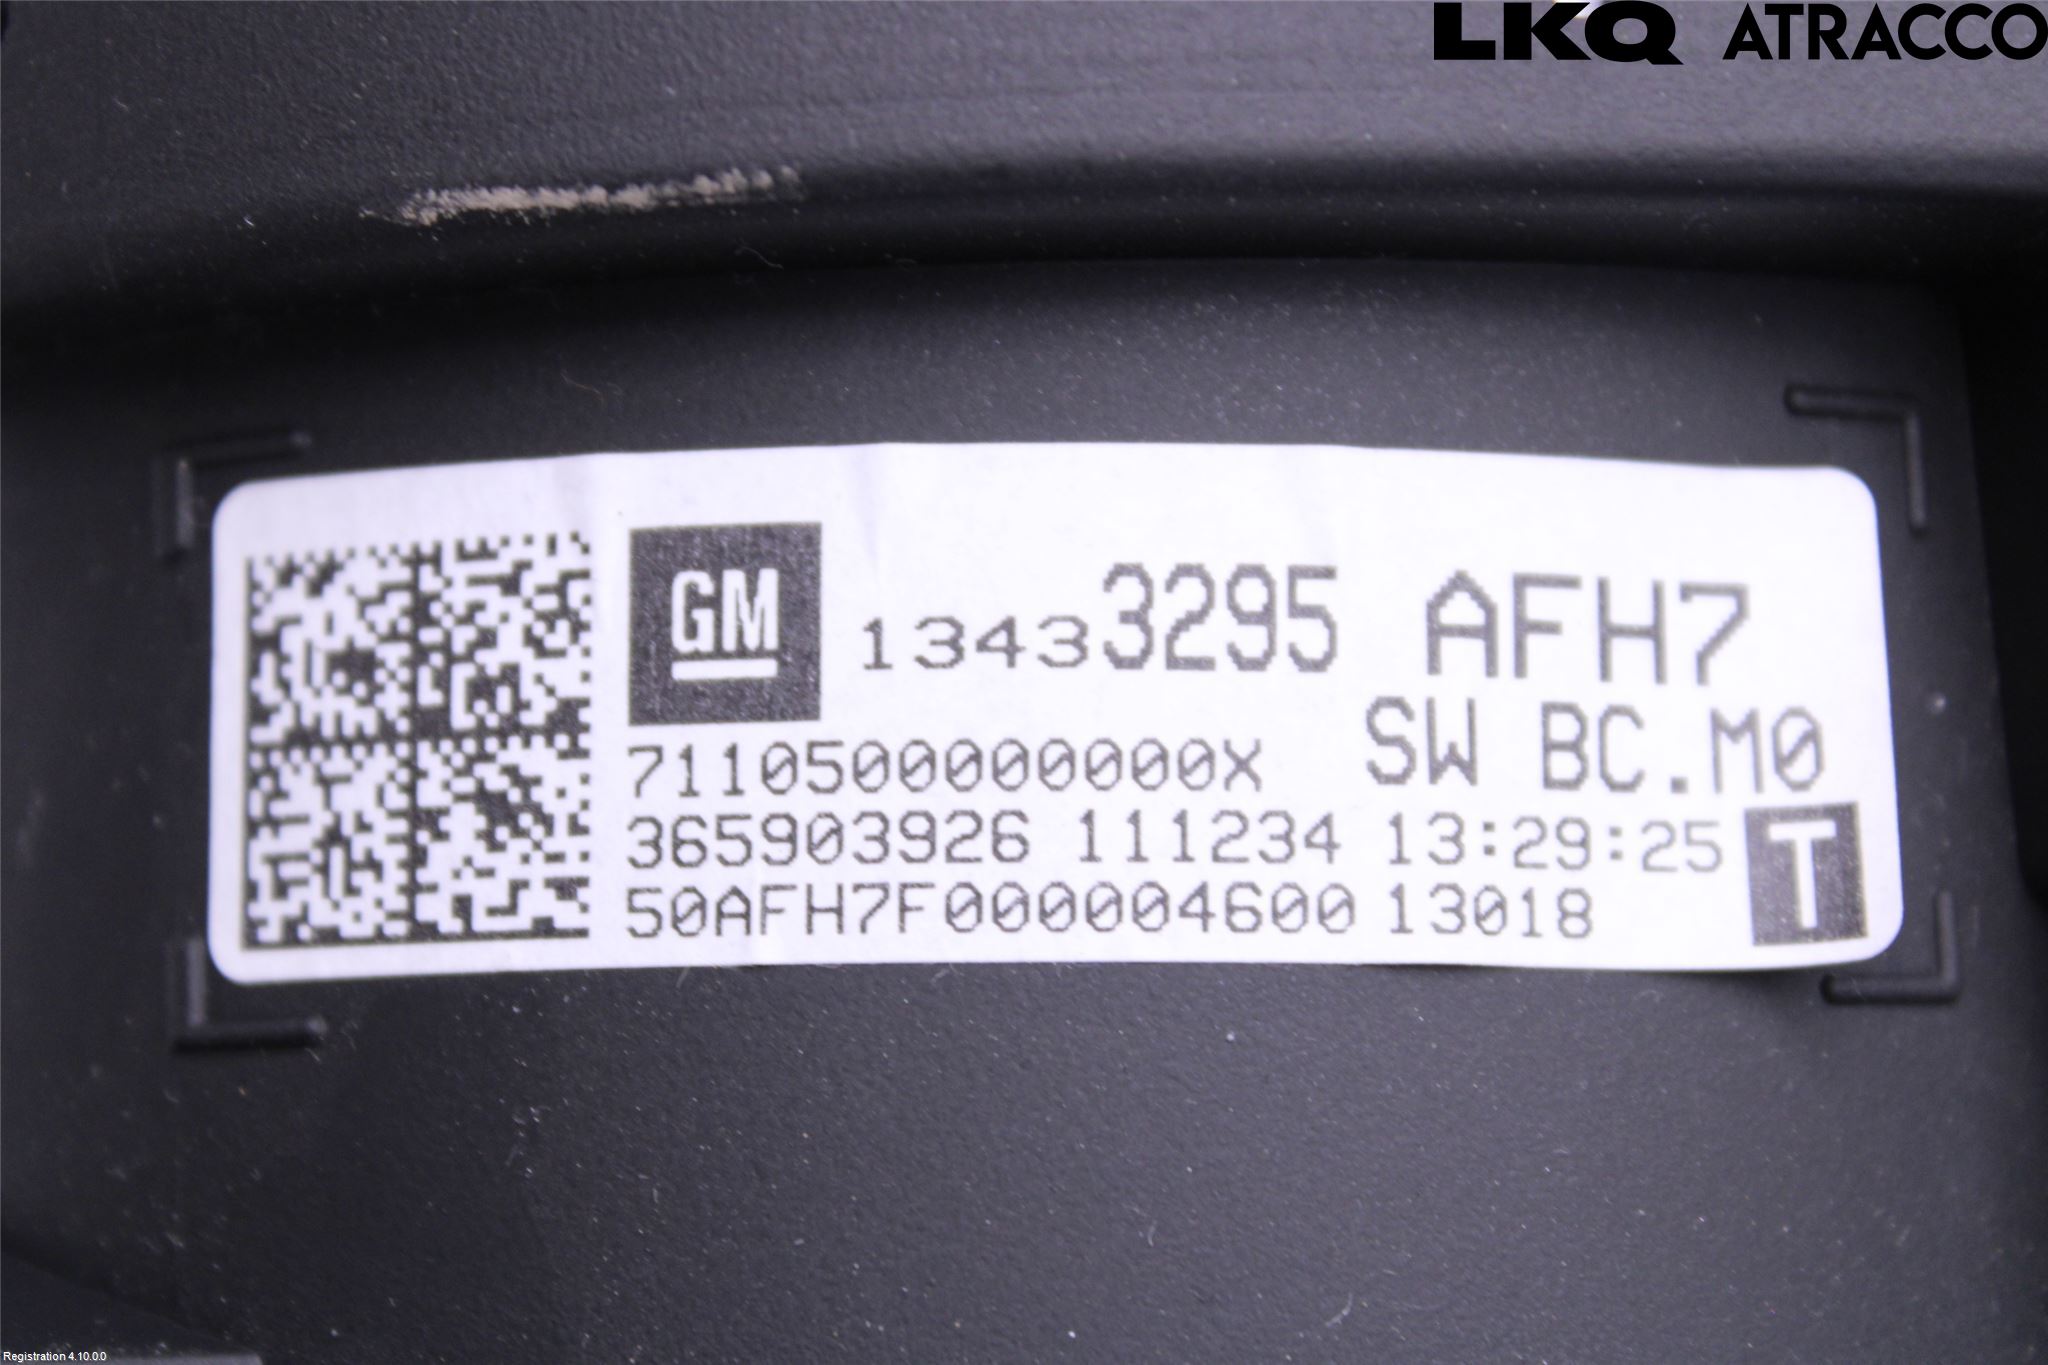 LKQ ATRACCO
GM 13433295 AFH7
7110500000000X SW BC.M0
365903926 111234 13:29:25 T
50AFH7F000004600 13018
Registration 4.10.0.0